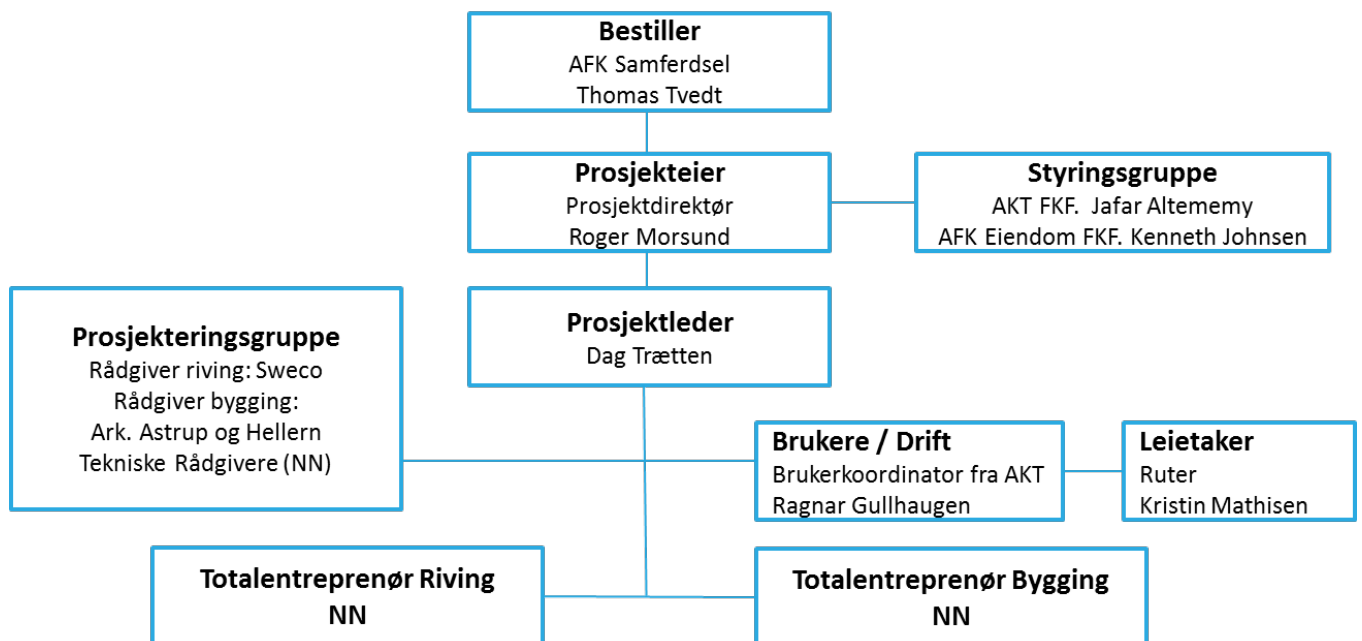 Bestiller
AFK Samferdsel
Thomas Tvedt
Prosjekteier
Prosjektdirektør
Roger Morsund
Styringsgruppe
AKT FKF. Jafar Altememy
AFK Eiendom FKF. Kenneth Johnsen
Prosjektleder
Dag Trætten
Prosjekteringsgruppe
Rådgiver riving: Sweco
Rådgiver bygging:
Ark. Astrup og Hellern
Tekniske Rådgivere (NN)
Brukere / Drift
Brukerkoordinator fra AKT
Ragnar Gullhaugen
Leietaker
Ruter
Kristin Mathisen
Totalentreprenør Riving
NN
Totalentreprenør Bygging
NN